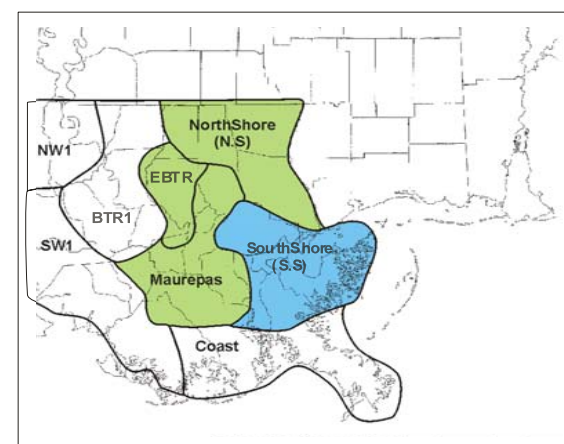 NorthShore
(N.S)
NW1
EBTR
BTR1
SouthShore
(S.S)
SW1
Maurepas
Coast